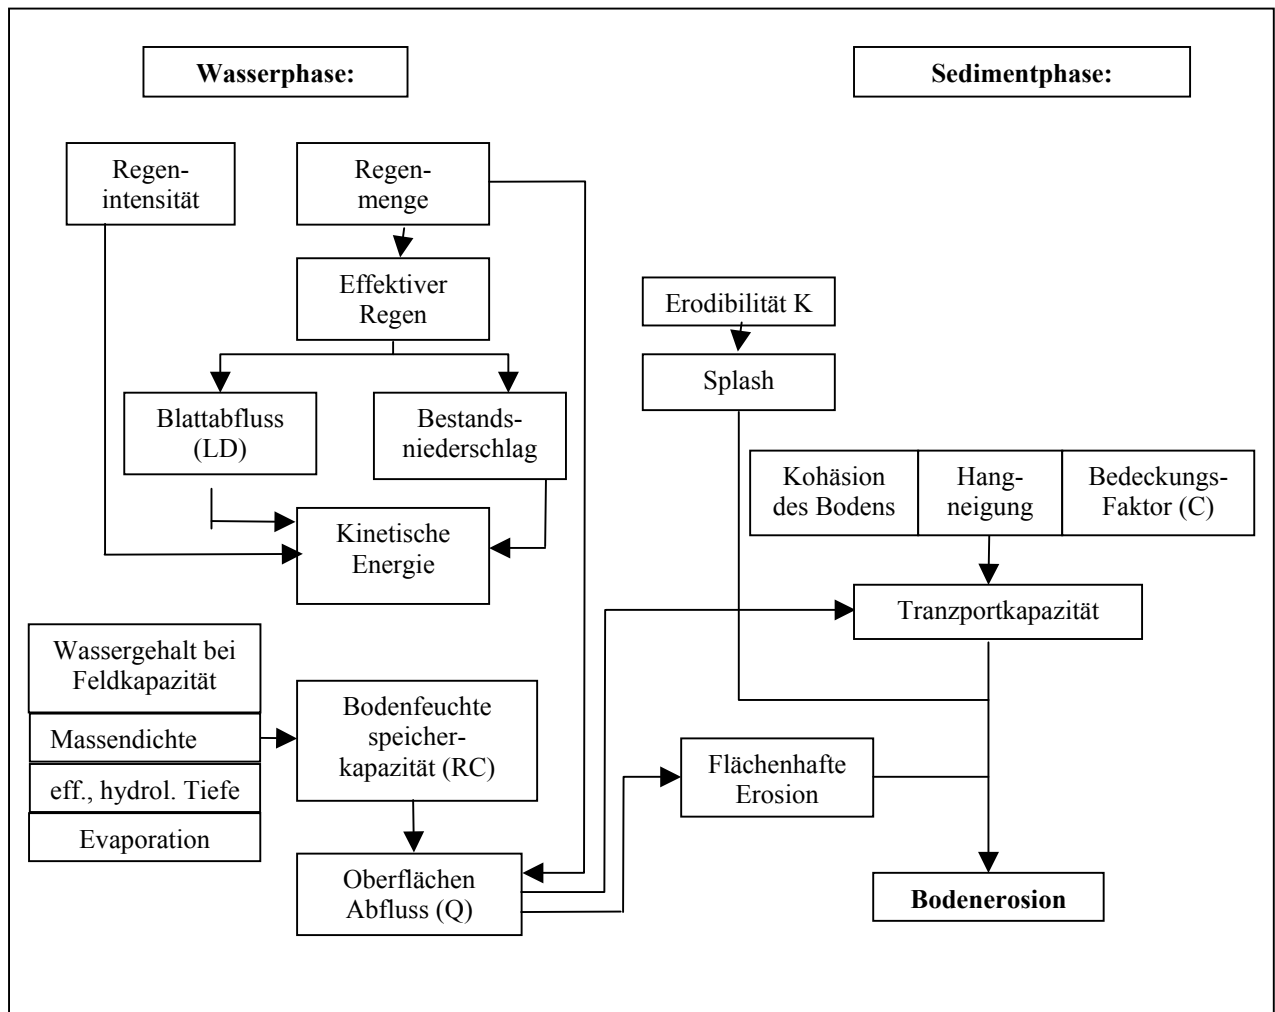 Wasserphase:
Sedimentphase:
Regen-
intensität
Regen-
menge
Effektiver
Regen
Erodibilität K
Splash
Blattabfluss
(LD)
Bestands-
niederschlag
Kohäsion
des Bodens
Hang-
neigung
Bedeckungs-
Faktor (C)
Kinetische
Energie
Tranzportkapazität
Wassergehalt bei
Feldkapazität
Massendichte
eff., hydrol. Tiefe
Evaporation
Bodenfeuchte
speicher-
kapazität (RC)
Flächenhafte
Erosion
Oberflächen
Abfluss (Q)
Bodenerosion